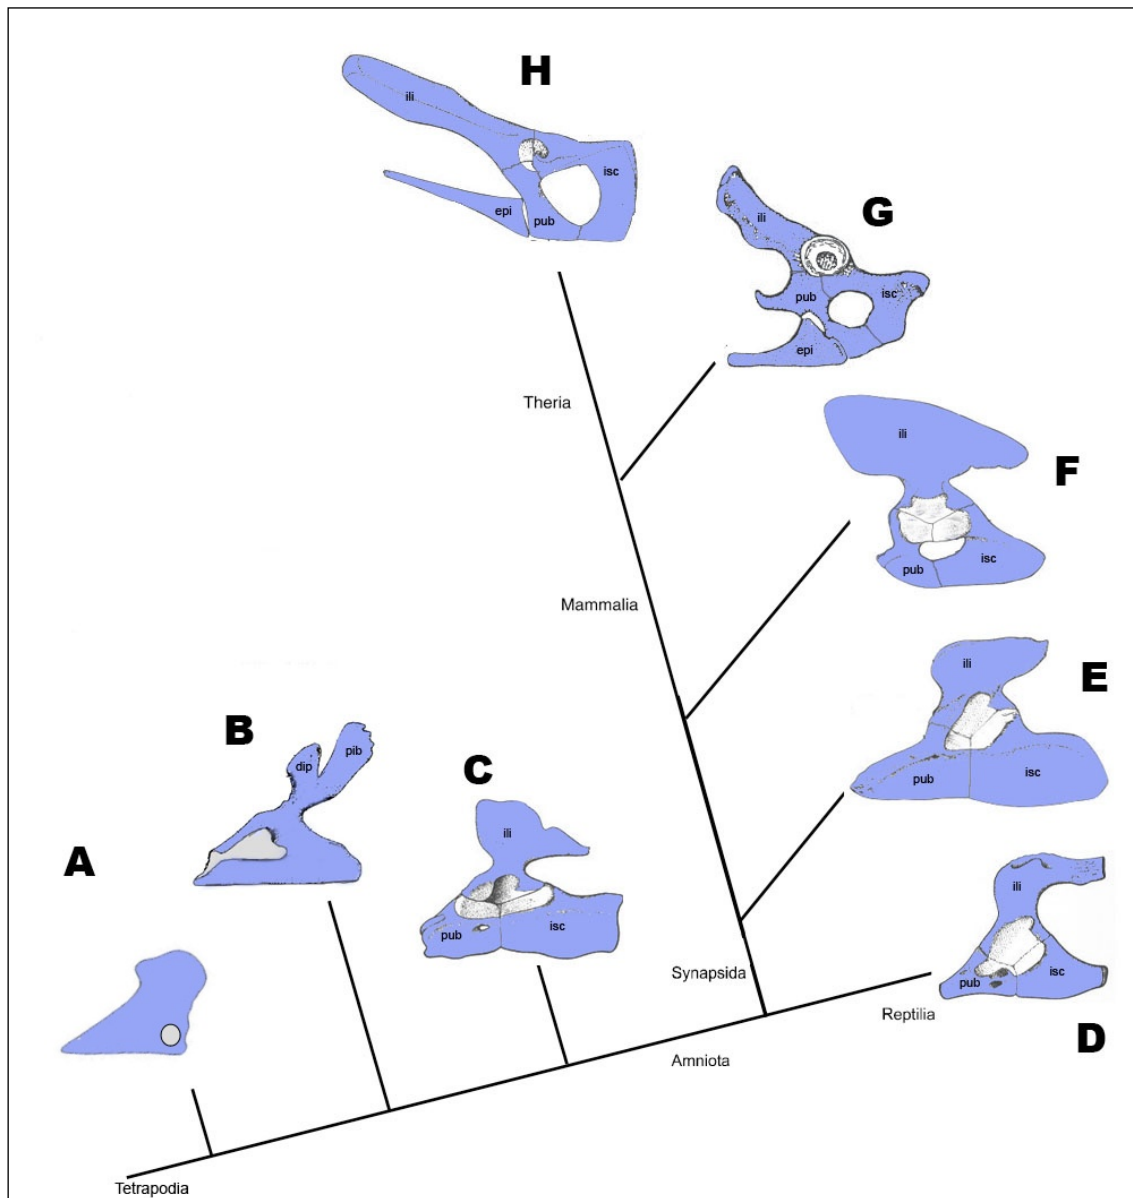 H
ili
isc
epi
pub
G
ili
pub
isc
epi
Theria
ili
F
pub
isc
Mammalia
ili
E
pub
isc
B
dip
pib
C
ili
pub
isc
A
ili
pub
isc
D
Synapsida
Reptilia
Amniota
Tetrapodia